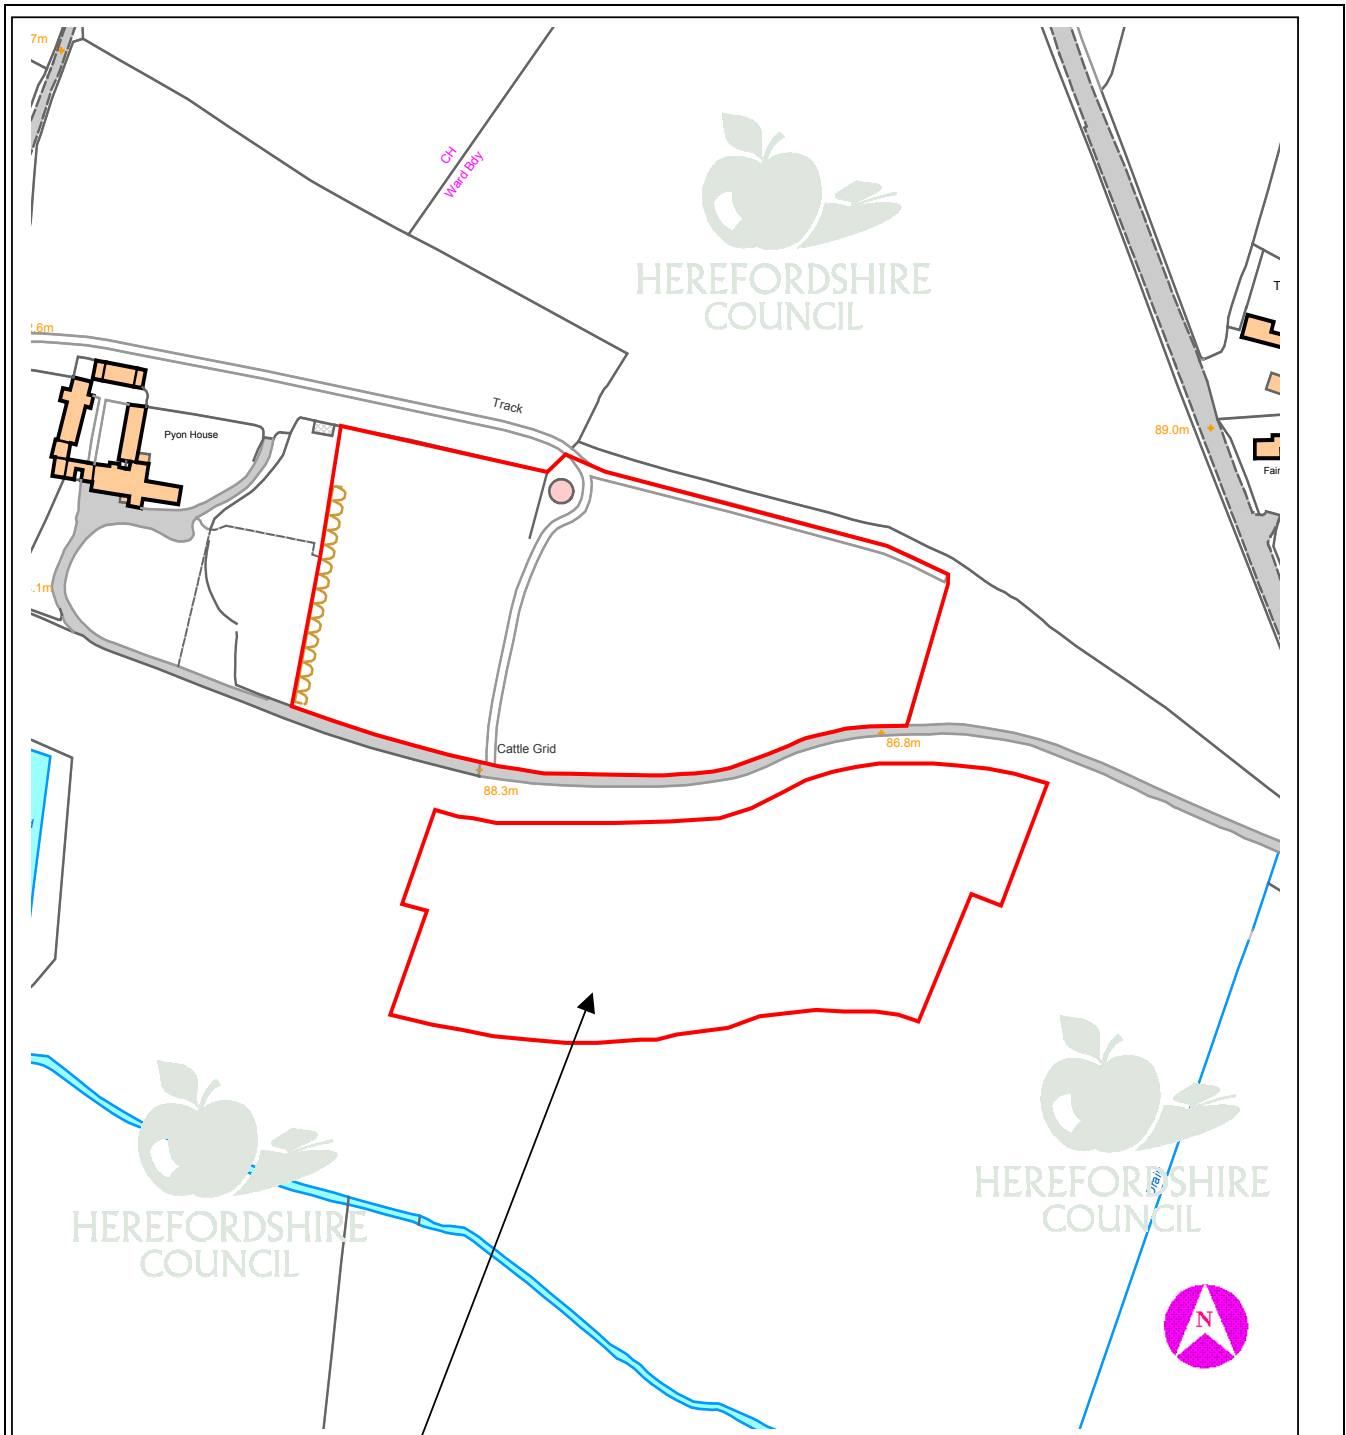 7m
CH
Ward Bdy
HEREFORDSHIRE
COUNCIL
T
.6m
Track
Pyon House
89.0m
Fair
.1m
Cattle Grid
86.8m
88.3m
HEREFORDSHIRE
COUNCIL
HEREFORDSHIRE
COUNCIL
N